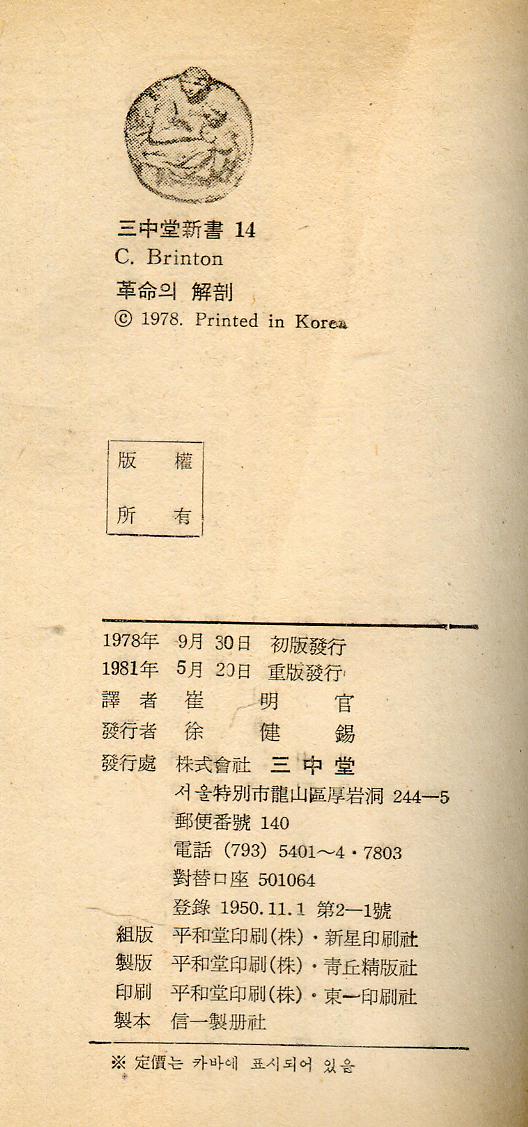 三中堂新書 14
C. Brinton
革命의 解剖
ⓒ 1978. Printed in Korea
版 權
所 有
1978年 9月 30日 初版發行
1981年 5月 20日 重版發行
譯 者 崔 明 官
發行者 徐 健 錫
發行處 株式會社 三中堂
서울特別市龍山區厚岩洞 244—5
郵便番號 140
電話 (793) 5401~4·7803
對替口座 501064
登錄 1950.11.1 第2—1號
組版 平和堂印刷(株)·新星印刷社
製版 平和堂印刷(株)·靑丘精版社
印刷 平和堂印刷(株)·東一印刷社
製本 信一製册社
※ 定價는 카바에 표시되어 있음